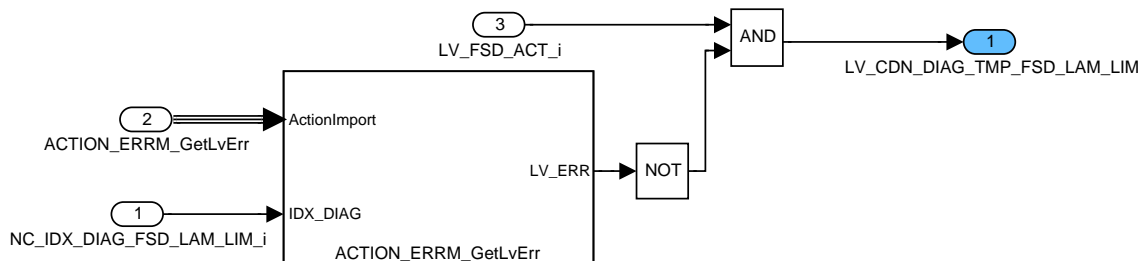 3
LV_FSD_ACT_i
AND
1
LV_CDN_DIAG_TMP_FSD_LAM_LIM
2
ACTION_ERRM_GetLvErr
ActionImport
LV_ERR
NOT
1
NC_IDX_DIAG_FSD_LAM_LIM_i
IDX_DIAG
ACTION_ERRM_GetLvErr